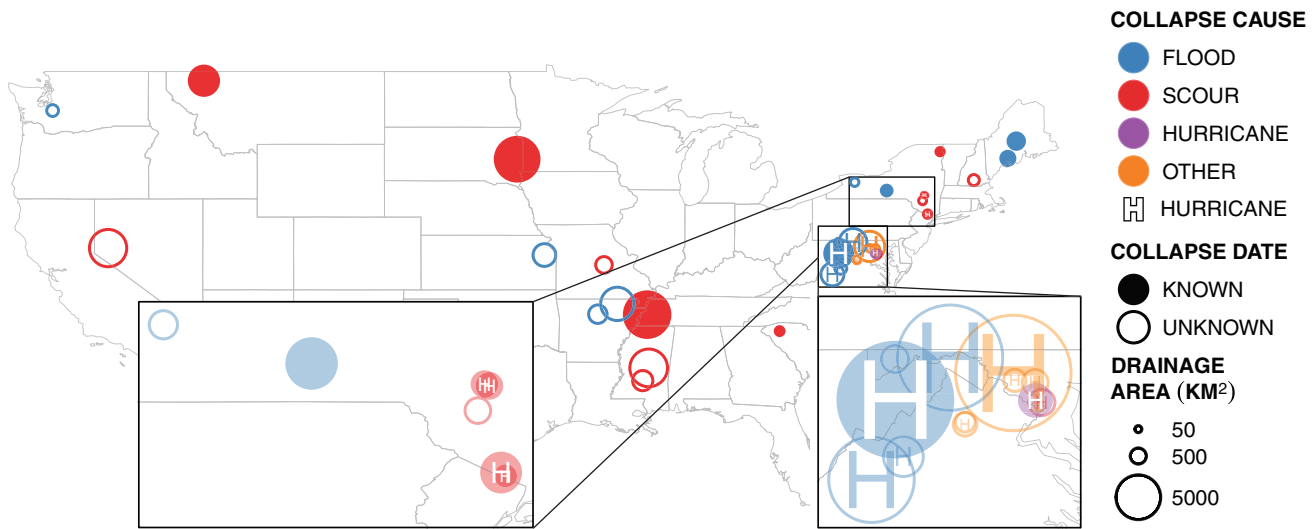 COLLAPSE CAUSE
FLOOD
SCOUR
HURRICANE
OTHER
H HURRICANE
COLLAPSE DATE
KNOWN
UNKNOWN
DRAINAGE
AREA (KM²)
50
500
5000
H H H
H H H H
H H
H H
H H H
H H
H
H H
H